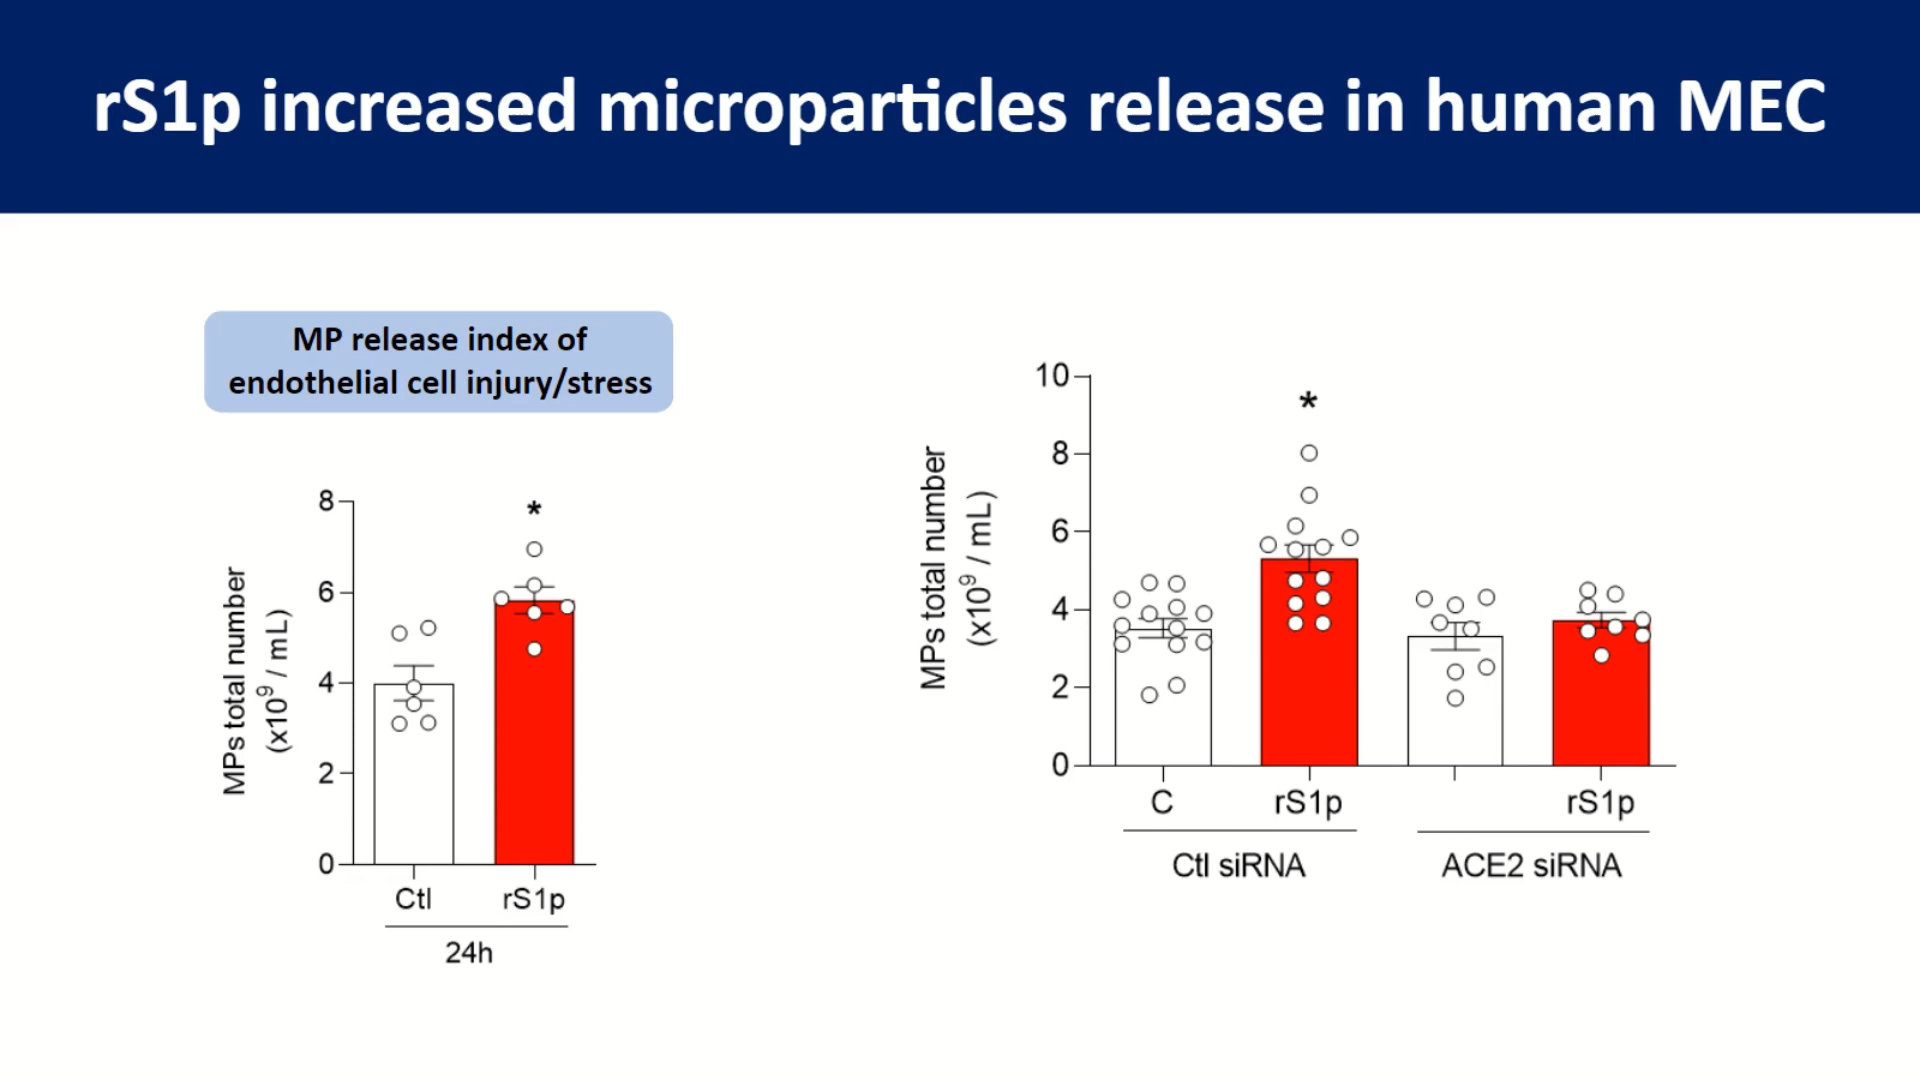 rS1p increased microparticles release in human MEC
MP release index of
endothelial cell injury/stress
MPs total number
(x10⁹ / mL)
8
6
4
2
0
*
Ctl
rS1p
24h
MPs total number
(x10⁹ / mL)
10
8
6
4
2
0
*
C
rS1p
rS1p
Ctl siRNA
ACE2 siRNA